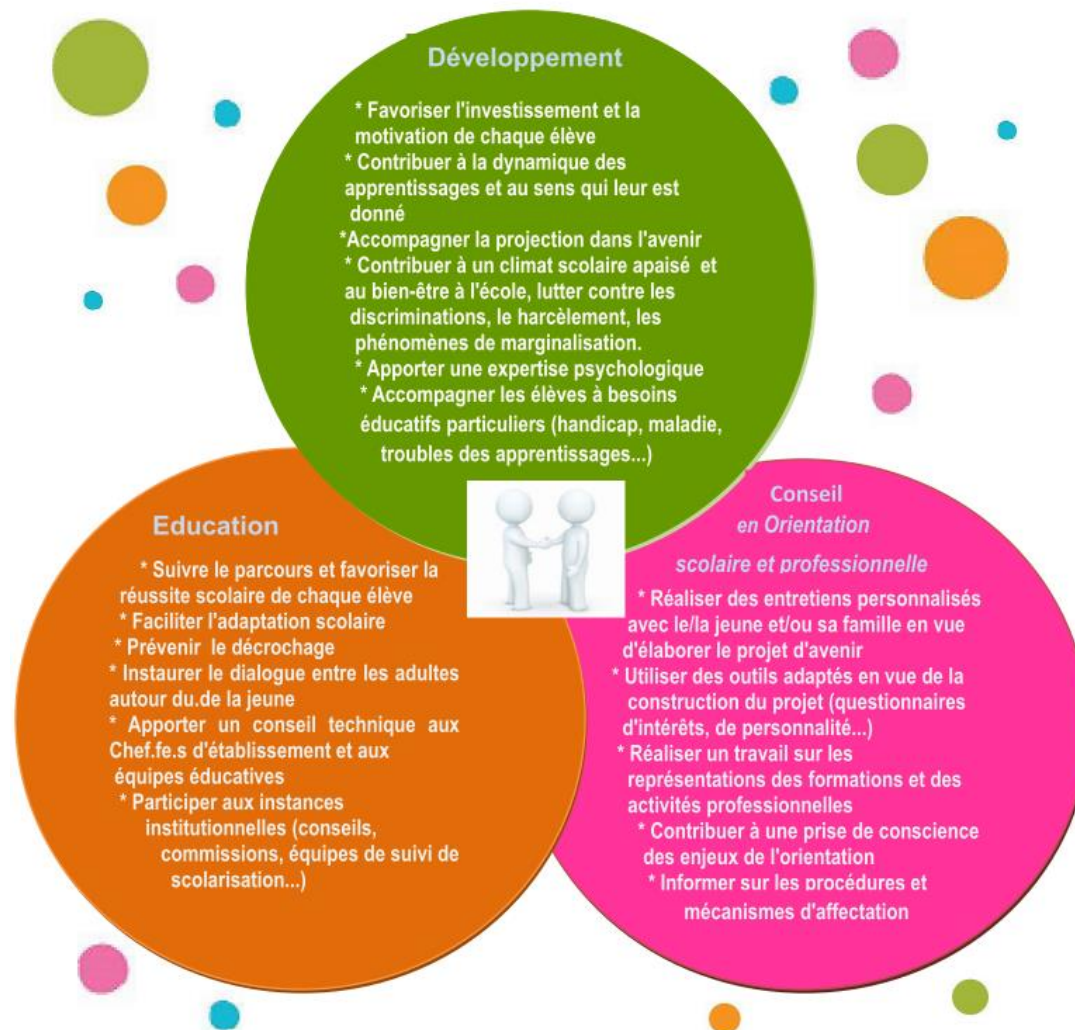 Développement
* Favoriser l'investissement et la
motivation de chaque élève
* Contribuer à la dynamique des
apprentissages et au sens qui leur est
donné
*Accompagner la projection dans l'avenir
* Contribuer à un climat scolaire apaisé et
au bien-être à l'école, lutter contre les
discriminations, le harcèlement, les
phénomènes de marginalisation.
* Apporter une expertise psychologique
* Accompagner les élèves à besoins
éducatifs particuliers (handicap, maladie,
troubles des apprentissages...)
Education
* Suivre le parcours et favoriser la
réussite scolaire de chaque élève
* Faciliter l'adaptation scolaire
* Prévenir le décrochage
* Instaurer le dialogue entre les adultes
autour du.de la jeune
* Apporter un conseil technique aux
Chef.fe.s d'établissement et aux
équipes éducatives
* Participer aux instances
institutionnelles (conseils,
commissions, équipes de suivi de
scolarisation...)
Conseil
en Orientation
scolaire et professionnelle
* Réaliser des entretiens personnalisés
avec le/la jeune et/ou sa famille en vue
d'élaborer le projet d'avenir
* Utiliser des outils adaptés en vue de la
construction du projet (questionnaires
d'intérêts, de personnalité...)
* Réaliser un travail sur les
représentations des formations et des
activités professionnelles
* Contribuer à une prise de conscience
des enjeux de l'orientation
* Informer sur les procédures et
mécanismes d'affectation